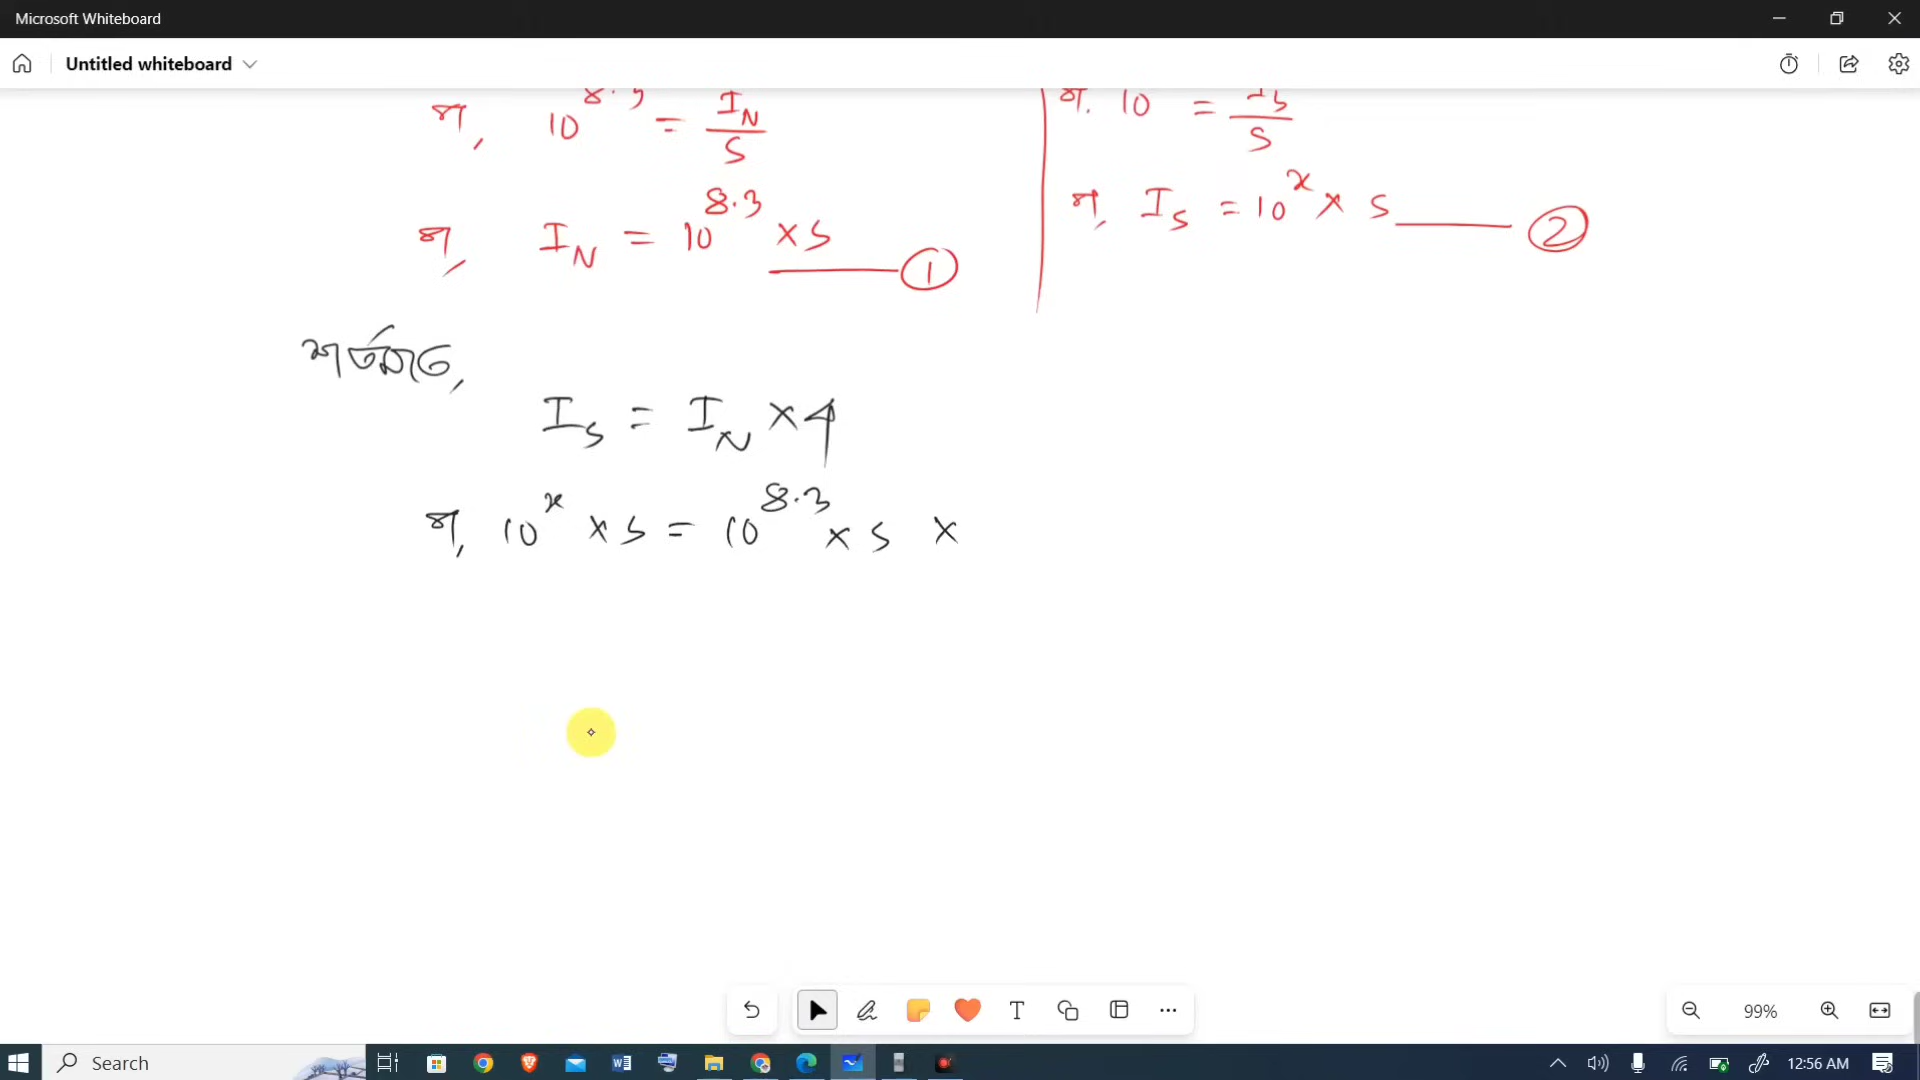 Microsoft Whiteboard
Untitled whiteboard
বা, 10^8.3 = I_N / S
বা, I_N = 10^8.3 × S ——— ①
বা, 10 = I_S / S
বা, I_S = 10^x × S ——— ②
শর্তমতে,
I_S = I_N × 4
বা, 10^x × S = 10^8.3 × S ×
99%
Search
12:56 AM